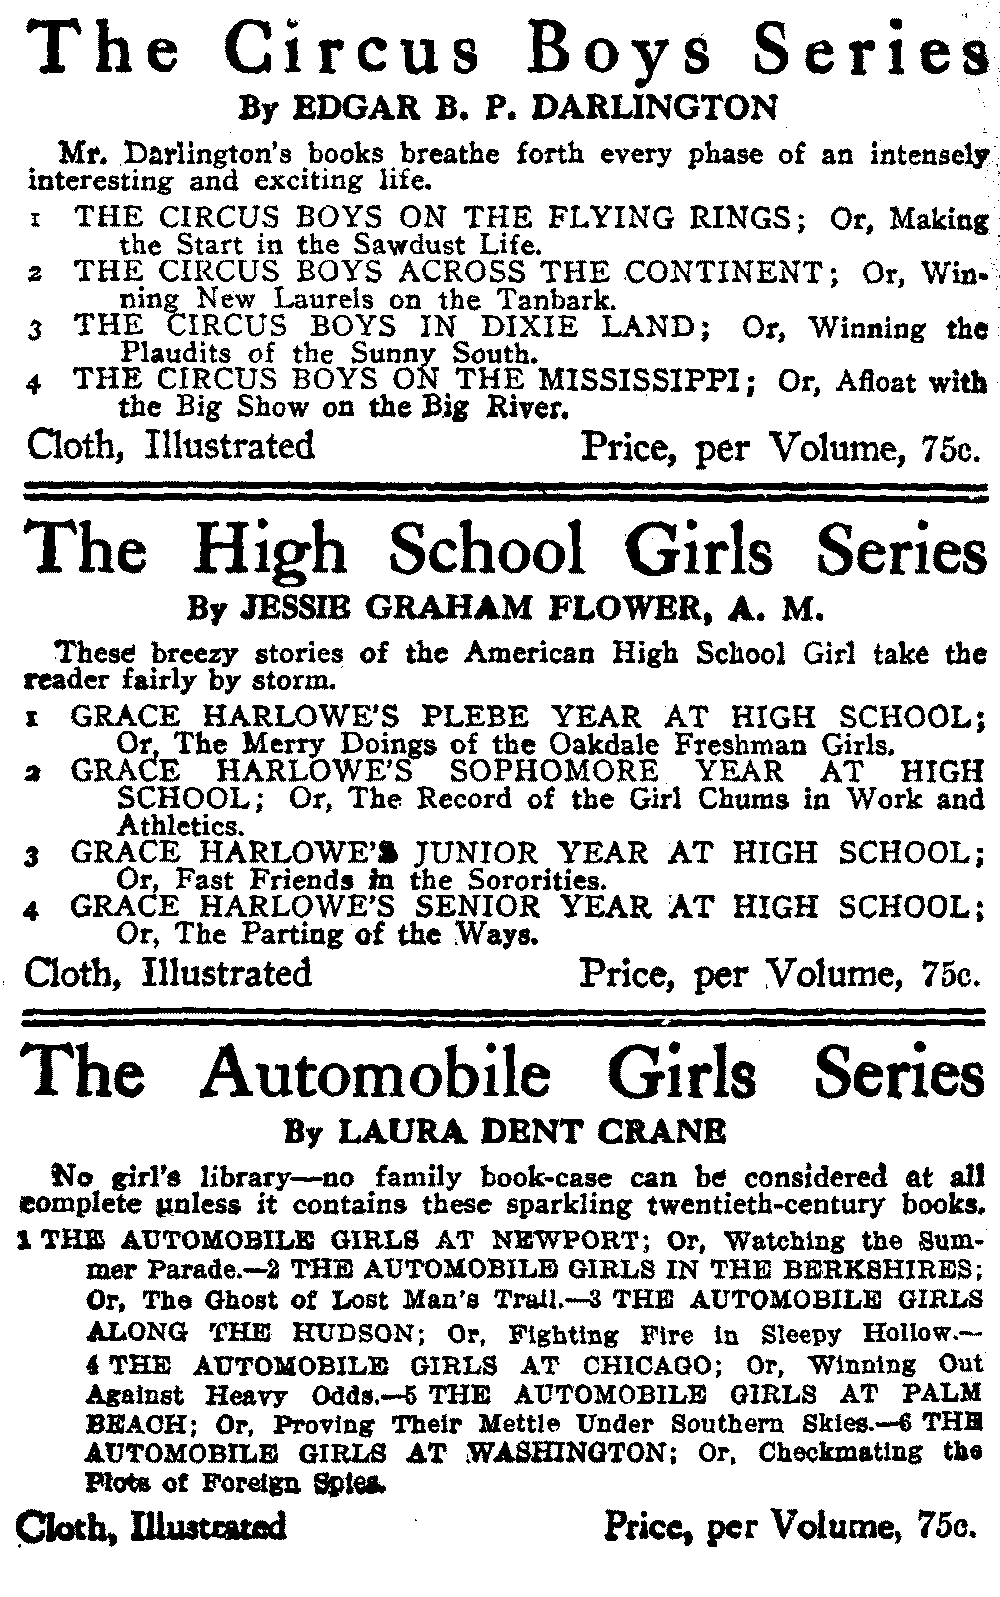 The Circus Boys Series
By EDGAR B. P. DARLINGTON
Mr. Darlington's books breathe forth every phase of an intensely
interesting and exciting life.
1 THE CIRCUS BOYS ON THE FLYING RINGS; Or, Making
the Start in the Sawdust Life.
2 THE CIRCUS BOYS ACROSS THE CONTINENT; Or, Win-
ning New Laurels on the Tanbark.
3 THE CIRCUS BOYS IN DIXIE LAND; Or, Winning the
Plaudits of the Sunny South.
4 THE CIRCUS BOYS ON THE MISSISSIPPI; Or, Afloat with
the Big Show on the Big River.
Cloth, Illustrated Price, per Volume, 75c.
The High School Girls Series
By JESSIE GRAHAM FLOWER, A. M.
These breezy stories of the American High School Girl take the
reader fairly by storm.
1 GRACE HARLOWE'S PLEBE YEAR AT HIGH SCHOOL;
Or, The Merry Doings of the Oakdale Freshman Girls.
2 GRACE HARLOWE'S SOPHOMORE YEAR AT HIGH
SCHOOL; Or, The Record of the Girl Chums in Work and
Athletics.
3 GRACE HARLOWE'S JUNIOR YEAR AT HIGH SCHOOL;
Or, Fast Friends in the Sororities.
4 GRACE HARLOWE'S SENIOR YEAR AT HIGH SCHOOL;
Or, The Parting of the Ways.
Cloth, Illustrated Price, per Volume, 75c.
The Automobile Girls Series
By LAURA DENT CRANE
No girl's library—no family book-case can be considered at all
complete unless it contains these sparkling twentieth-century books.
1 THE AUTOMOBILE GIRLS AT NEWPORT; Or, Watching the Sum-
mer Parade.—2 THE AUTOMOBILE GIRLS IN THE BERKSHIRES;
Or, The Ghost of Lost Man's Trail.—3 THE AUTOMOBILE GIRLS
ALONG THE HUDSON; Or, Fighting Fire in Sleepy Hollow.—
4 THE AUTOMOBILE GIRLS AT CHICAGO; Or, Winning Out
Against Heavy Odds.—5 THE AUTOMOBILE GIRLS AT PALM
BEACH; Or, Proving Their Mettle Under Southern Skies.—6 THE
AUTOMOBILE GIRLS AT WASHINGTON; Or, Checkmating the
Plots of Foreign Spies.
Cloth, Illustrated Price, per Volume, 75c.